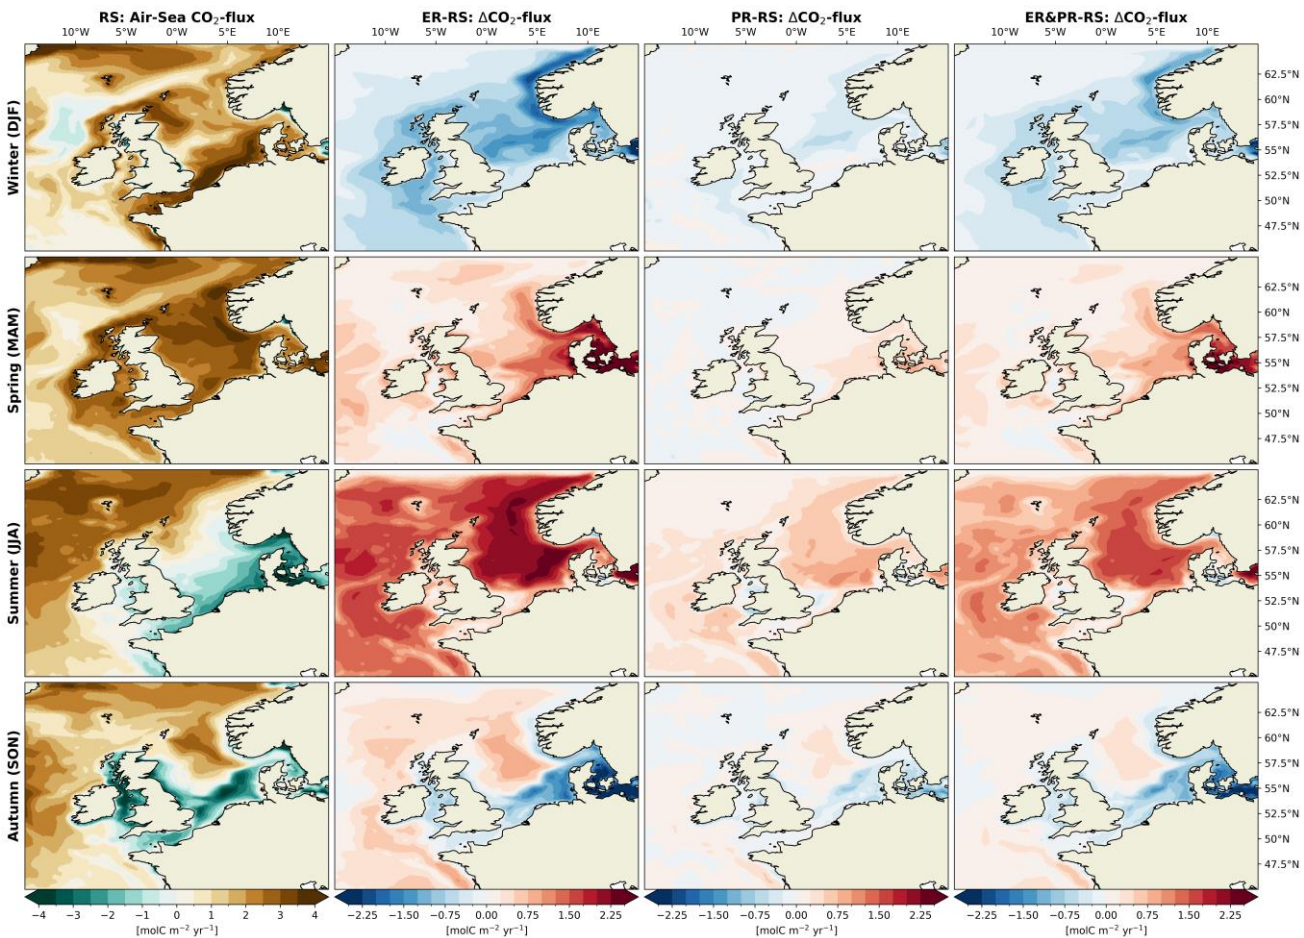 RS: Air-Sea CO₂-flux ER-RS: ΔCO₂-flux PR-RS: ΔCO₂-flux ER&PR-RS: ΔCO₂-flux
10°W 5°W 0°W 5°E 10°E 10°W 5°W 0°W 5°E 10°E 10°W 5°W 0°W 5°E 10°E 10°W 5°W 0°W 5°E 10°E
Winter (DJF)
62.5°N
60°N
57.5°N
55°N
52.5°N
50°N
47.5°N
Spring (MAM)
62.5°N
60°N
57.5°N
55°N
52.5°N
50°N
47.5°N
Summer (JJA)
62.5°N
60°N
57.5°N
55°N
52.5°N
50°N
47.5°N
Autumn (SON)
62.5°N
60°N
57.5°N
55°N
52.5°N
50°N
47.5°N
−4 −3 −2 −1 0 1 2 3 4 −2.25 −1.50 −0.75 0.00 0.75 1.50 2.25 −2.25 −1.50 −0.75 0.00 0.75 1.50 2.25 −2.25 −1.50 −0.75 0.00 0.75 1.50 2.25
[molC m⁻² yr⁻¹] [molC m⁻² yr⁻¹] [molC m⁻² yr⁻¹] [molC m⁻² yr⁻¹]